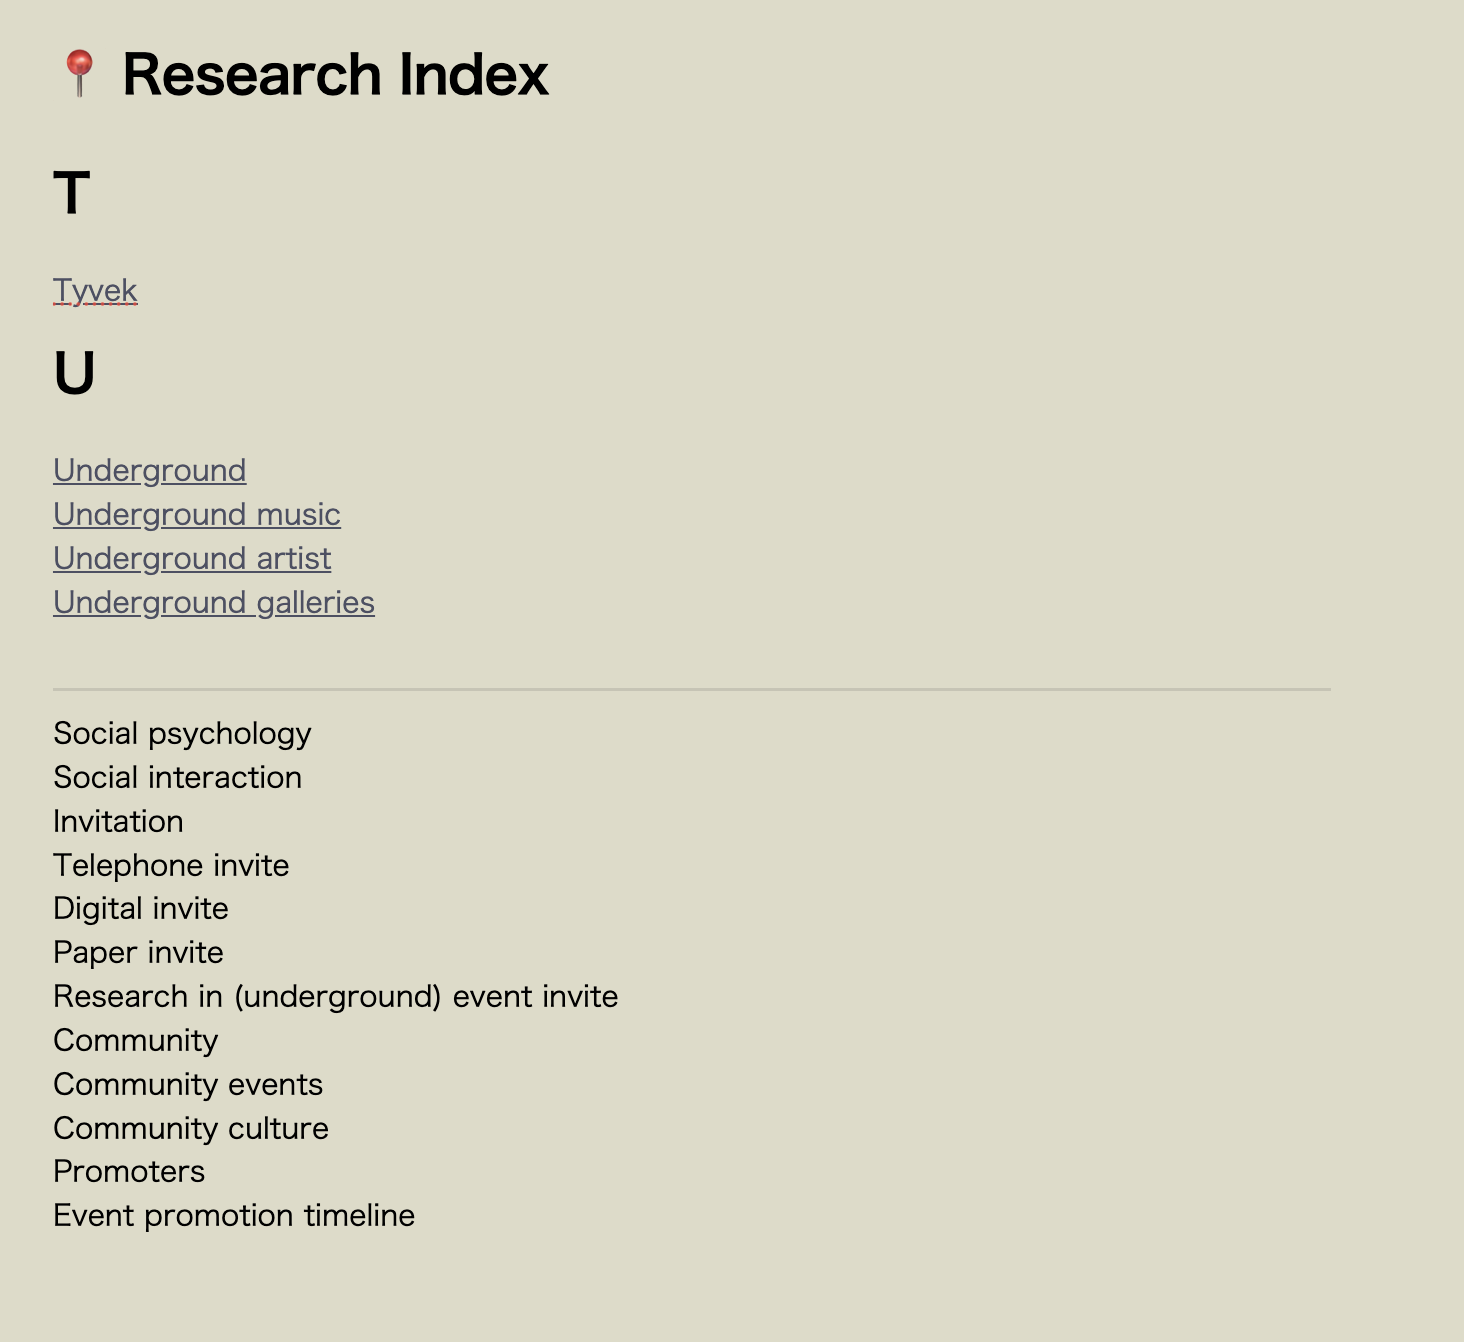 📍 Research Index
T
Tyvek
U
Underground
Underground music
Underground artist
Underground galleries
Social psychology
Social interaction
Invitation
Telephone invite
Digital invite
Paper invite
Research in (underground) event invite
Community
Community events
Community culture
Promoters
Event promotion timeline